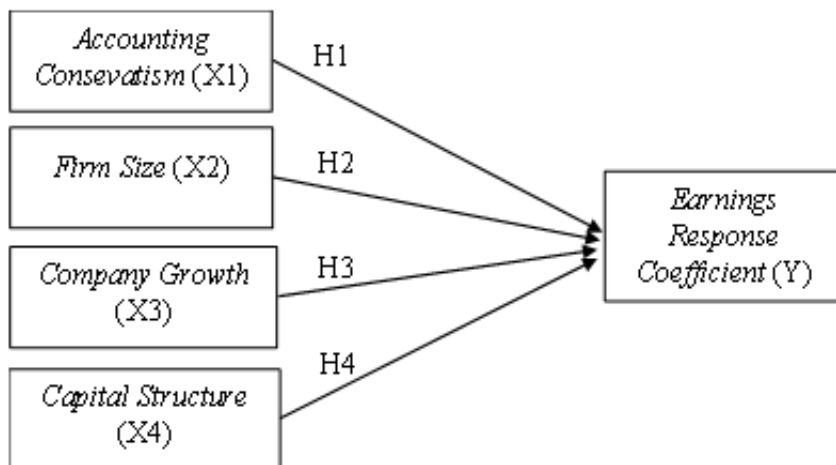 Accounting
Consevatism (X1)
H1
Firm Size (X2)
H2
Earnings
Response
Coefficient (Y)
Company Growth
(X3)
H3
Capital Structure
(X4)
H4